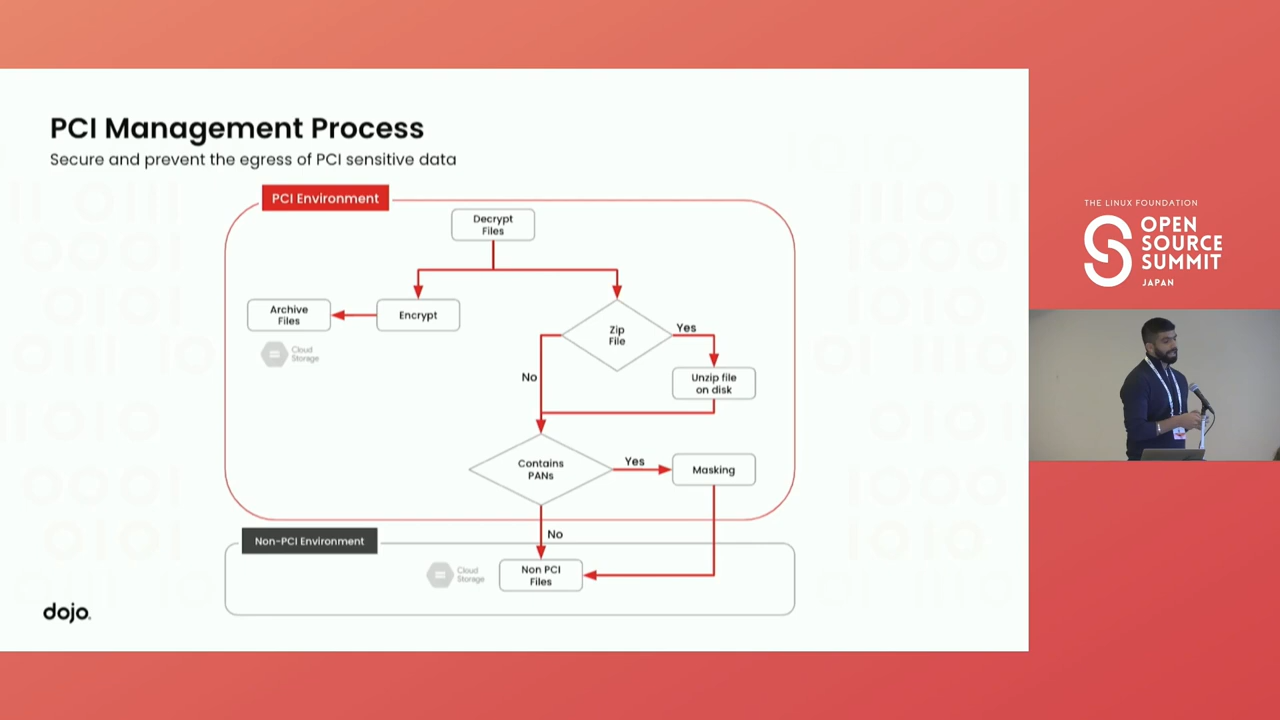 PCI Management Process
Secure and prevent the egress of PCI sensitive data
PCI Environment
Decrypt
Files
Archive
Files
Encrypt
Cloud
Storage
Zip
File
Yes
No
Unzip file
on disk
Contains
PANs
Yes
Masking
No
Non-PCI Environment
Cloud
Storage
Non PCI
Files
dojo.
THE LINUX FOUNDATION
OPEN
SOURCE
SUMMIT
JAPAN